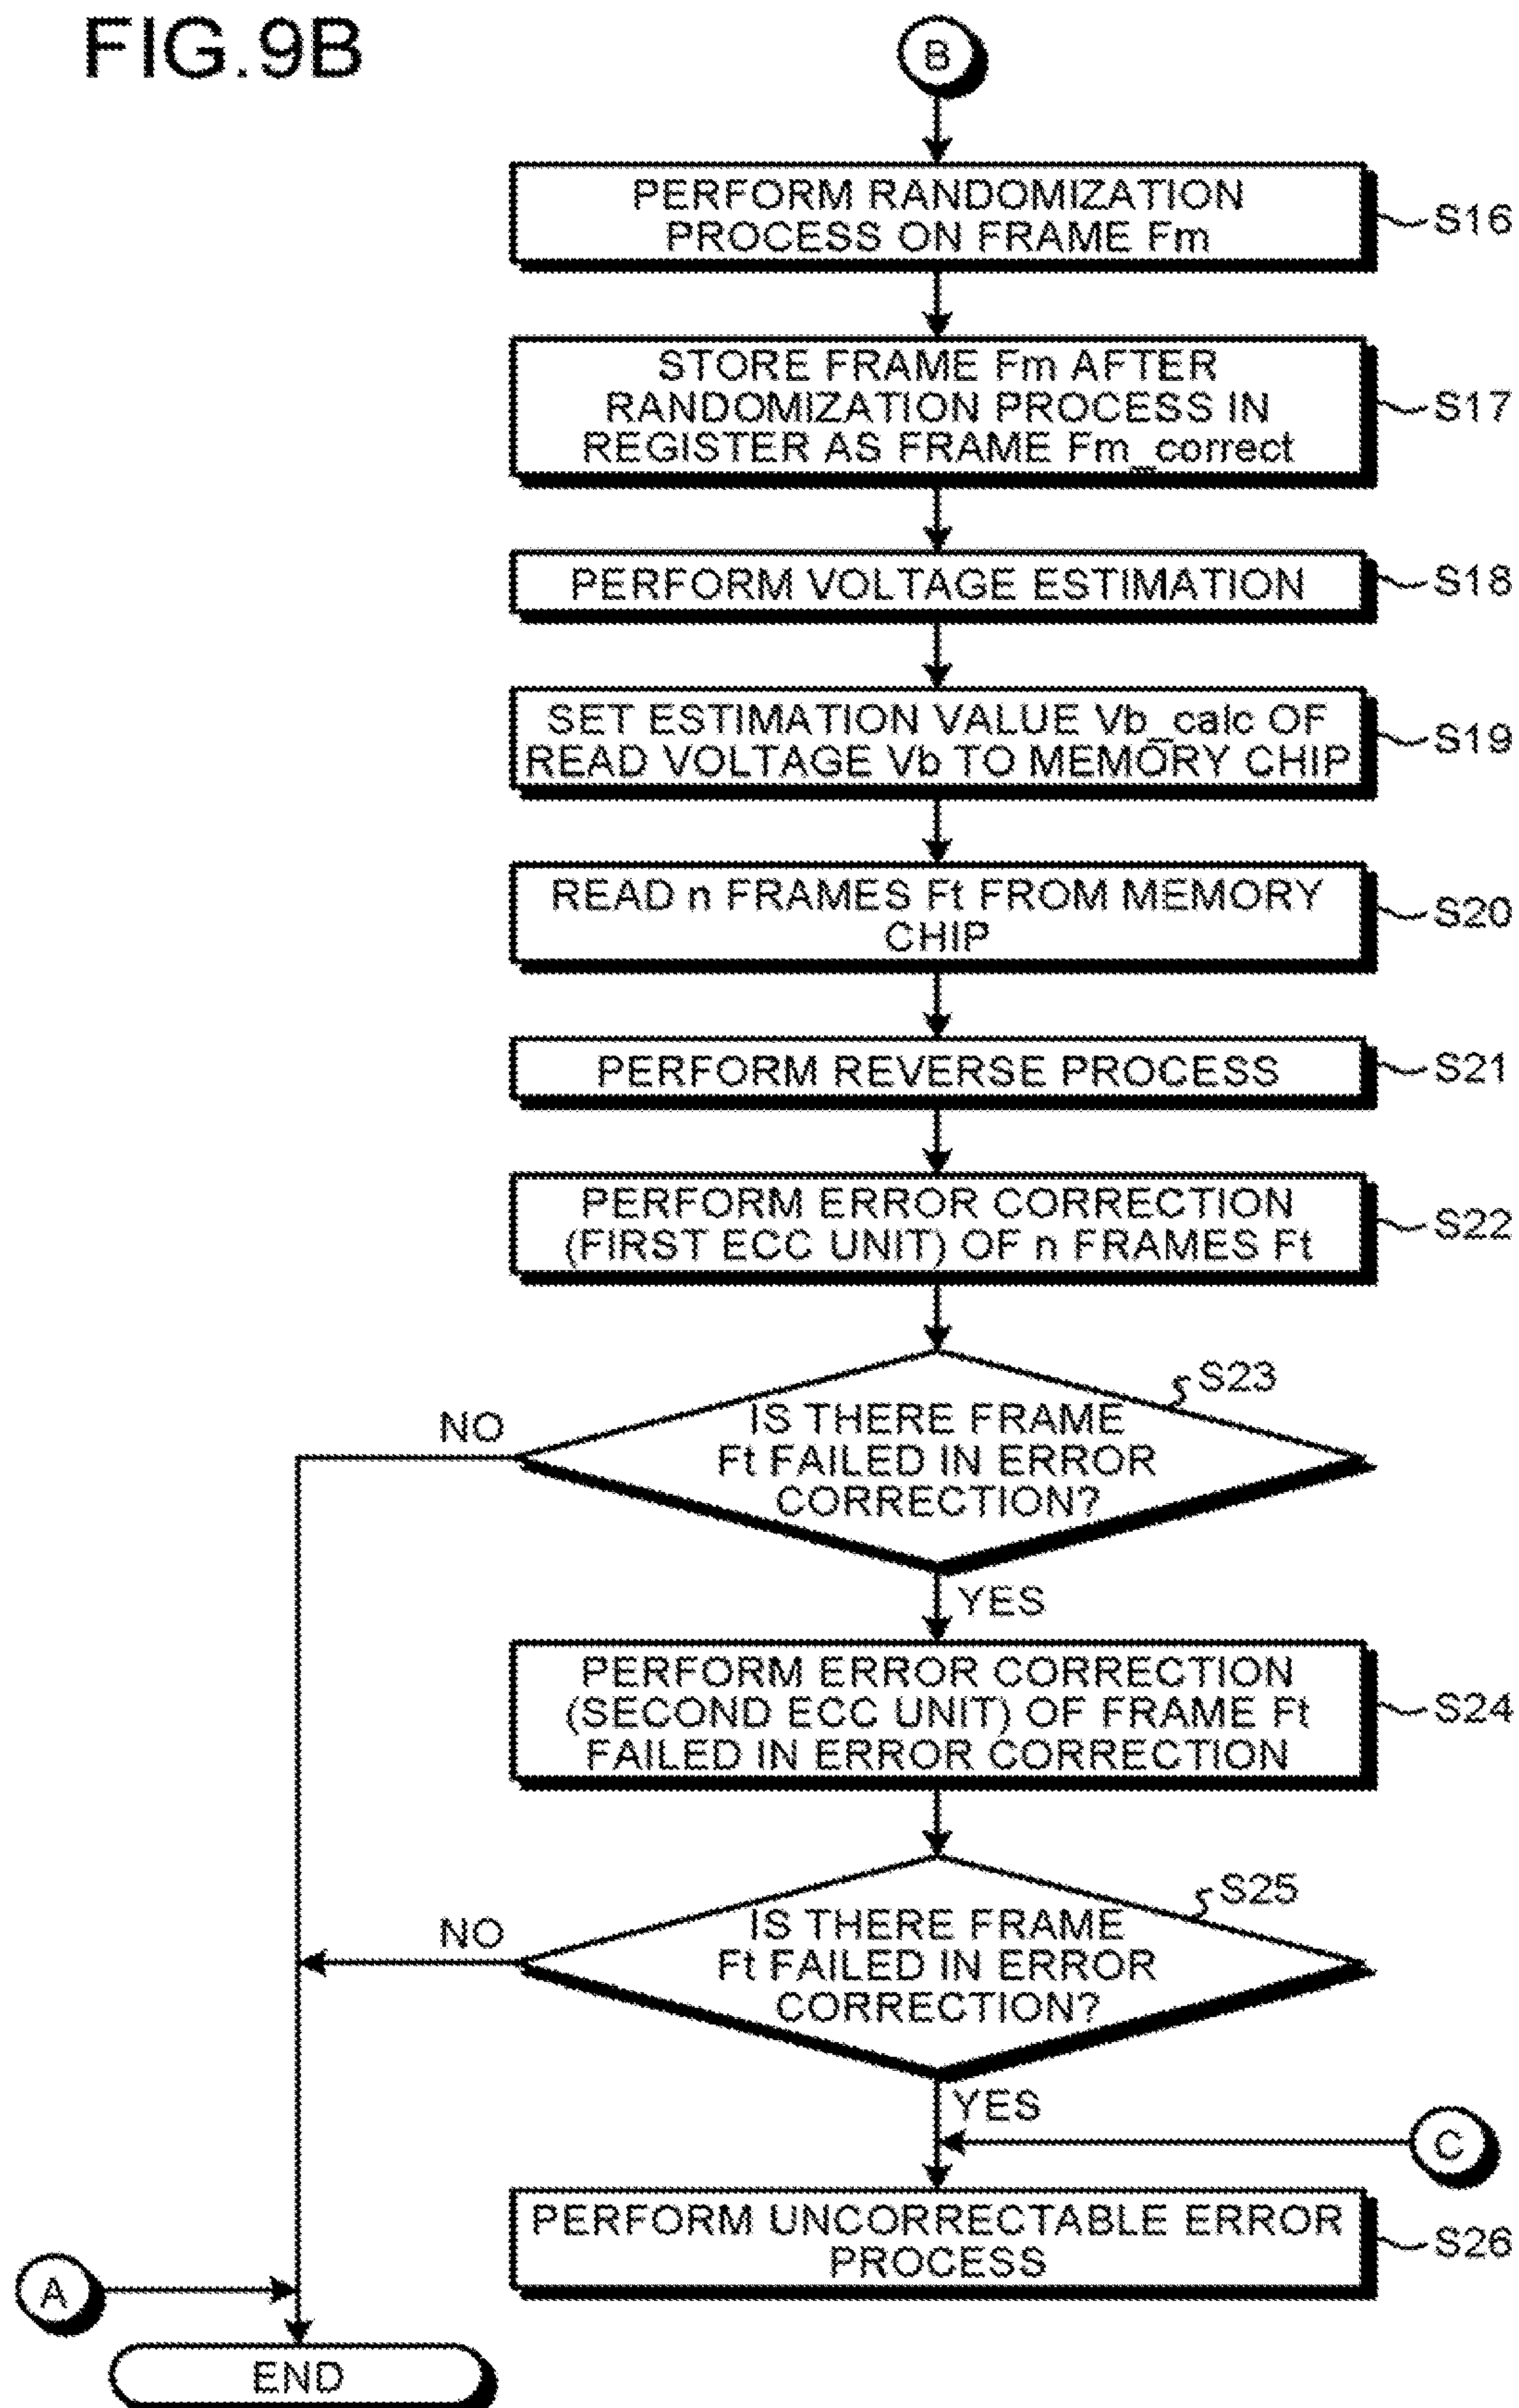 FIG.9B
B
PERFORM RANDOMIZATION
PROCESS ON FRAME Fm
S16
STORE FRAME Fm AFTER
RANDOMIZATION PROCESS IN
REGISTER AS FRAME Fm_correct
S17
PERFORM VOLTAGE ESTIMATION
S18
SET ESTIMATION VALUE Vb_calc OF
READ VOLTAGE Vb TO MEMORY CHIP
S19
READ n FRAMES Ft FROM MEMORY
CHIP
S20
PERFORM REVERSE PROCESS
S21
PERFORM ERROR CORRECTION
(FIRST ECC UNIT) OF n FRAMES Ft
S22
S23
NO
IS THERE FRAME
Ft FAILED IN ERROR
CORRECTION?
YES
PERFORM ERROR CORRECTION
(SECOND ECC UNIT) OF FRAME Ft
FAILED IN ERROR CORRECTION
S24
S25
NO
IS THERE FRAME
Ft FAILED IN ERROR
CORRECTION?
YES
C
PERFORM UNCORRECTABLE ERROR
PROCESS
S26
A
END